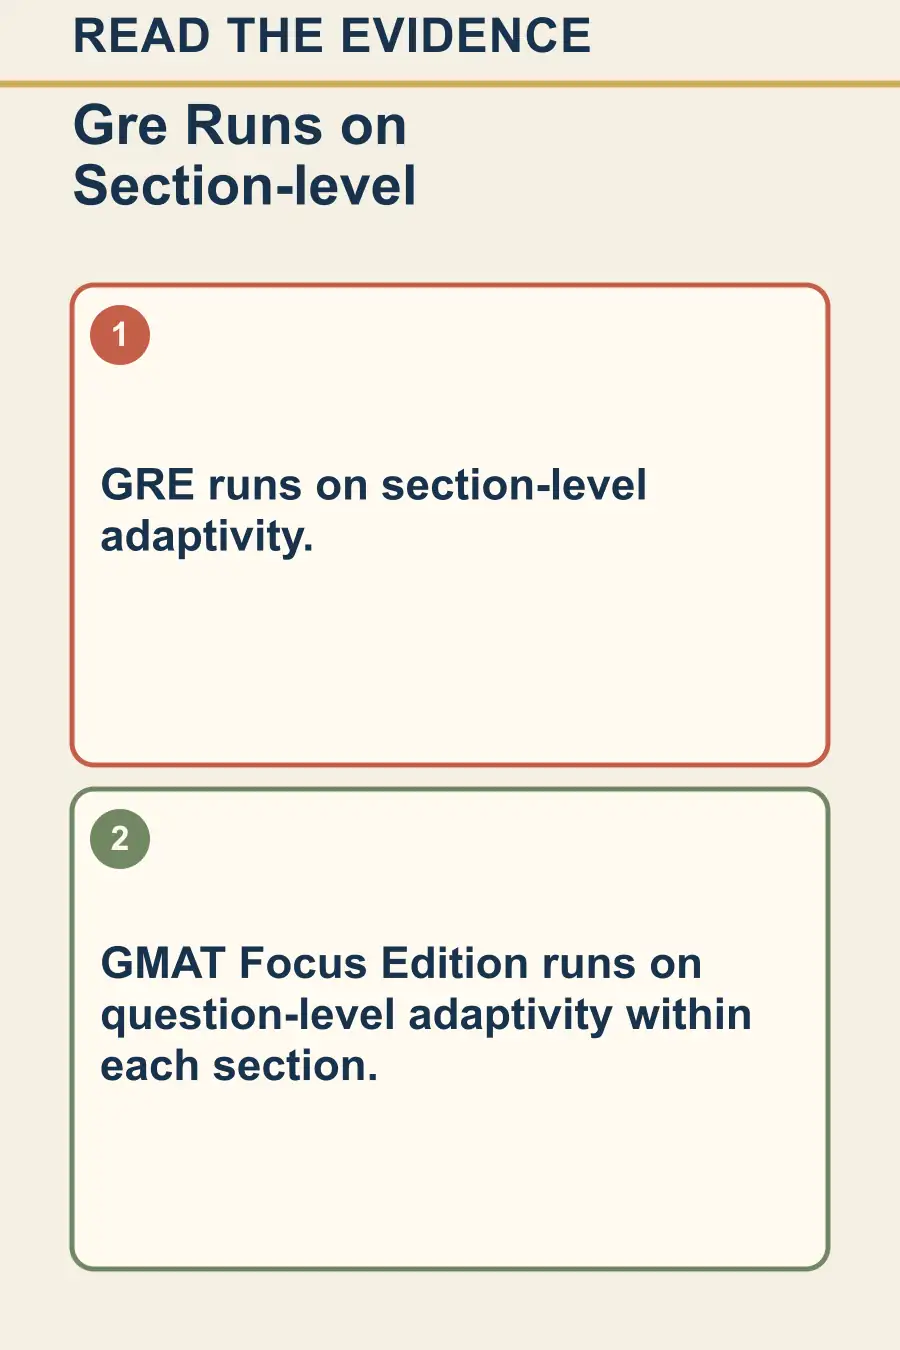 READ THE EVIDENCE
Gre Runs on
Section-level
1
GRE runs on section-level
adaptivity.
2
GMAT Focus Edition runs on
question-level adaptivity within
each section.